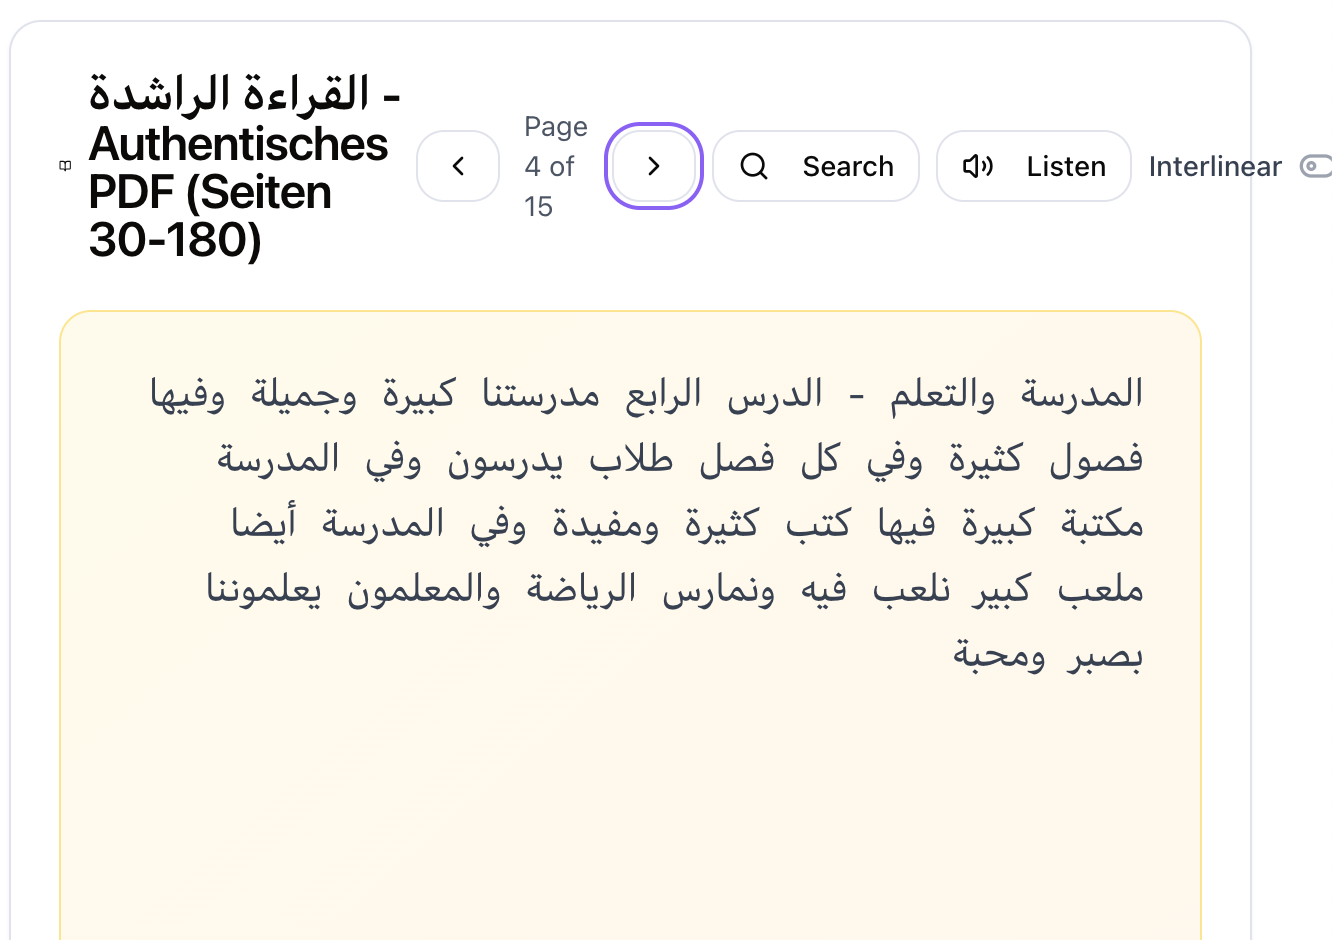 القراءة الراشدة -
Authentisches
PDF (Seiten
30-180)
Page
4 of
15
Search
Listen
Interlinear
المدرسة والتعلم - الدرس الرابع مدرستنا كبيرة وجميلة وفيها
فصول كثيرة وفي كل فصل طلاب يدرسون وفي المدرسة
مكتبة كبيرة فيها كتب كثيرة ومفيدة وفي المدرسة أيضا
ملعب كبير نلعب فيه ونمارس الرياضة والمعلمون يعلموننا
بصبر ومحبة